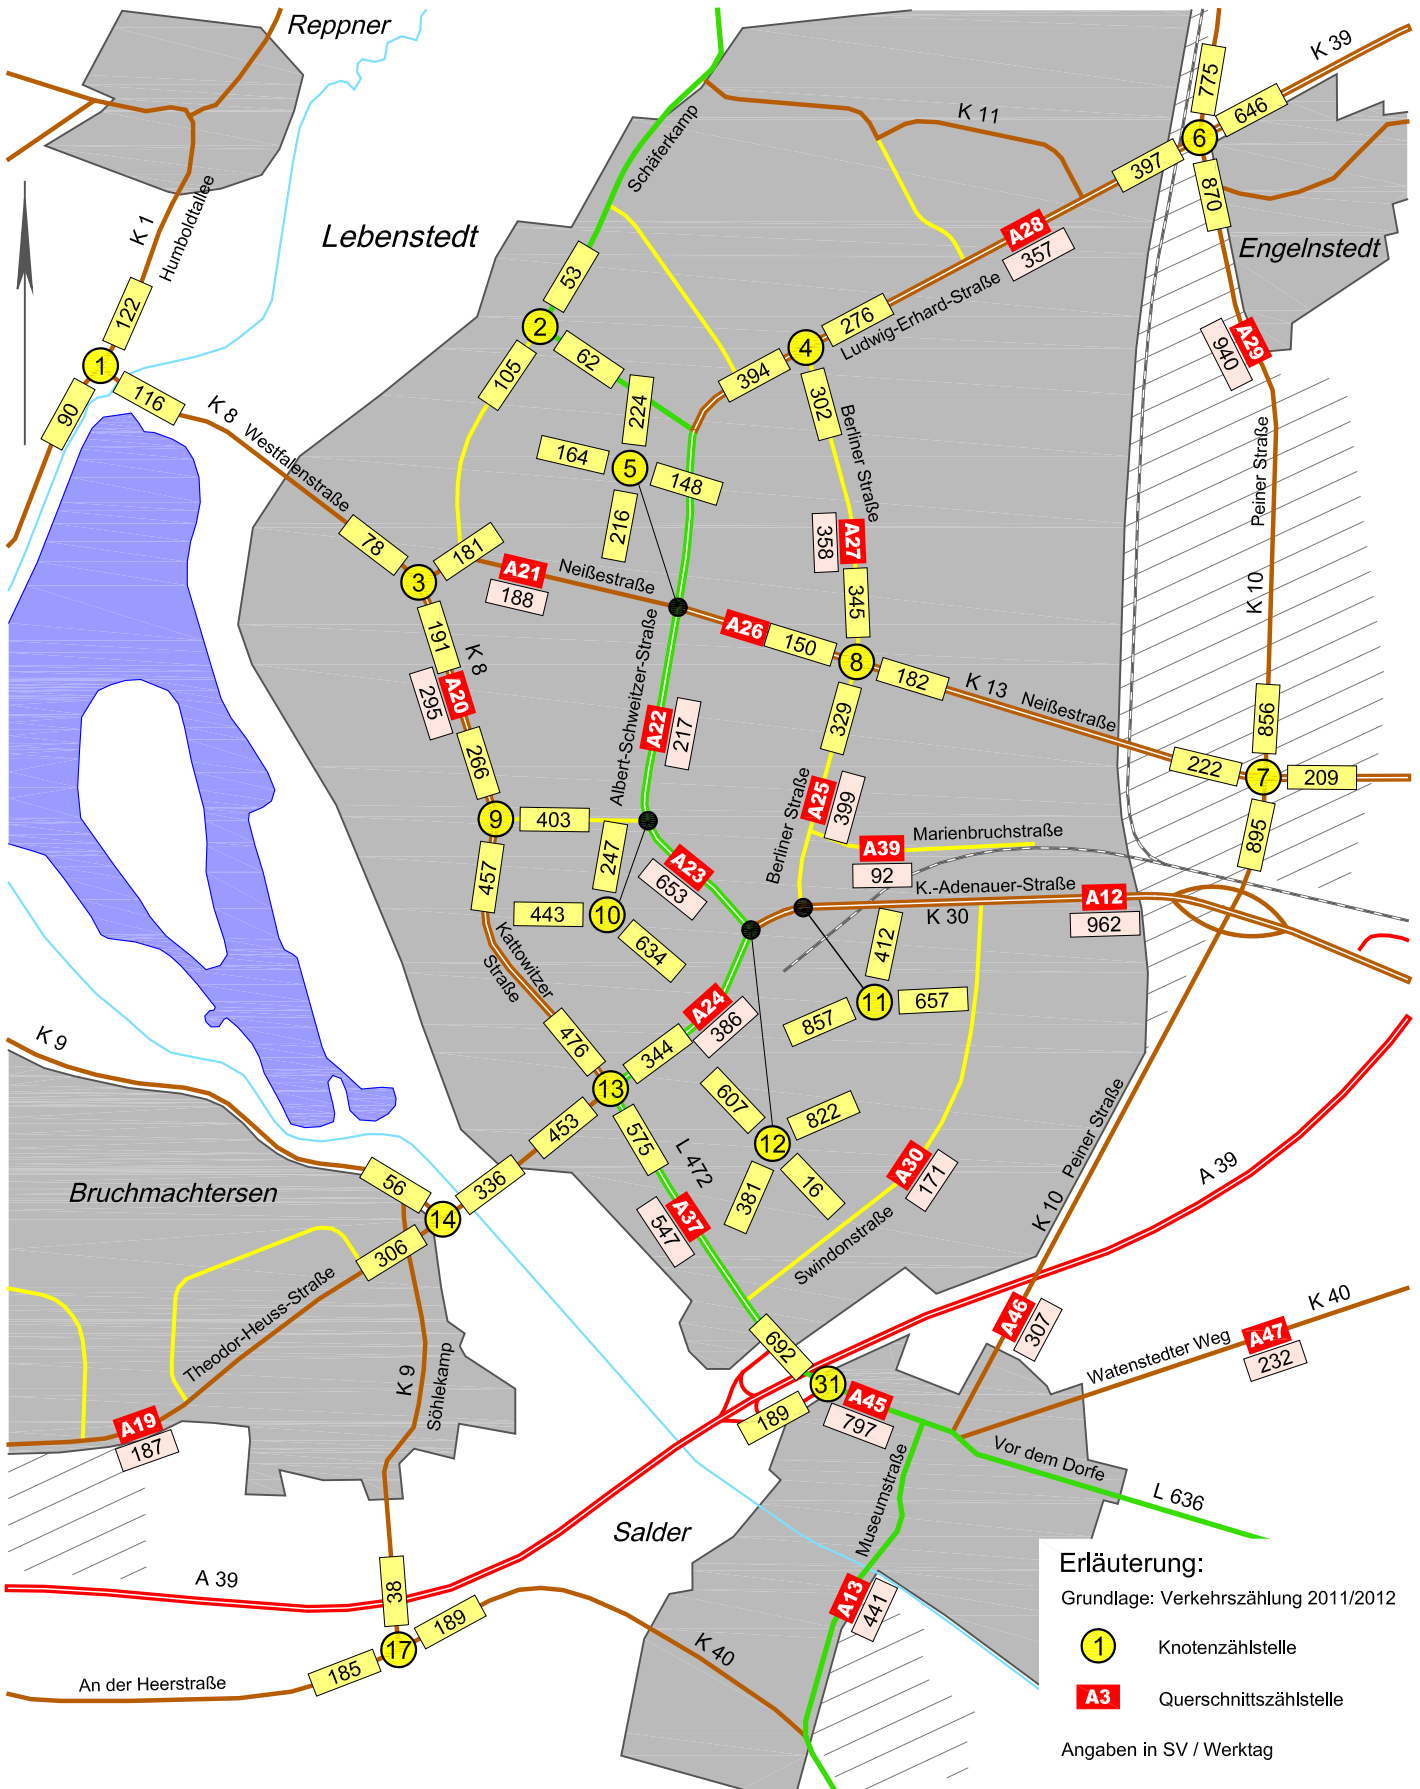 Reppner
K 39
775
646
6
K 11
Schäferkamp
397
870
K 1
Humboldtallee
Lebenstedt
A28
357
Engelnstedt
53
122
2
276
Ludwig-Erhard-Straße
4
A29
940
1
62
105
394
116
90
302
224
K 8
Westfalenstraße
Berliner Straße
Peiner Straße
164
5
148
216
78
181
358
A27
3
A21
188
Neißestraße
345
K 10
191
K 8
A26
150
8
182
K 13
Neißestraße
295
A20
Albert-Schweitzer-Straße
329
856
A22
217
266
222
7
209
9
403
Berliner Straße
A25
399
Marienbruchstraße
895
247
A23
653
A39
92
457
K.-Adenauer-Straße
A12
962
K 30
443
10
634
412
Kattowitzer
Straße
A24
386
857
11
657
K 9
476
344
13
607
822
453
575
12
Peiner Straße
A 39
L 472
56
336
381
16
A30
171
Bruchmachtersen
14
A37
547
K 10
306
Swindonstraße
Theodor-Heuss-Straße
A46
307
K 40
692
Watenstedter Weg
A47
232
K 9
Söhlekamp
31
A45
797
189
A19
187
Vor dem Dorfe
Museumstraße
L 636
Salder
A 39
38
189
A13
441
17
185
K 40
An der Heerstraße
Erläuterung:
Grundlage: Verkehrszählung 2011/2012
1 Knotenzählstelle
A3 Querschnittszählstelle
Angaben in SV / Werktag